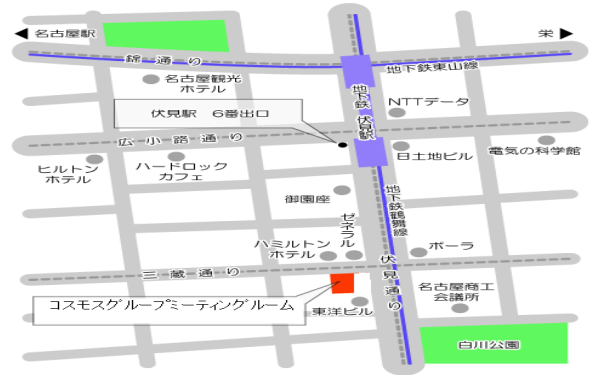 ◀ 名古屋駅
栄 ▶
錦通り
地下鉄東山線
名古屋観光
ホテル
地下鉄 伏見駅
NTTデータ
伏見駅 6番出口
広小路通り
日土地ビル
電気の科学館
ヒルトン
ホテル
ハードロック
カフェ
御園座
地下鉄鶴舞線
ゼネラル
ハミルトン
ホテル
ポーラ
三蔵通り
伏見通り
名古屋商工
会議所
コスモスグループミーティングルーム
東洋ビル
白川公園